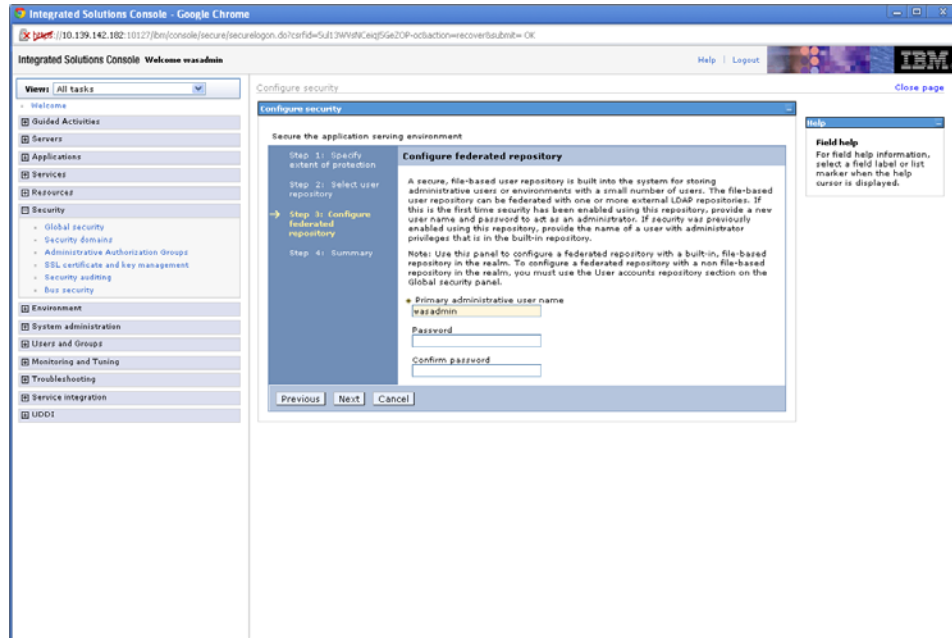 Integrated Solutions Console - Google Chrome
https://10.139.142.182:10127/ibm/console/secure/securelogon.do?
Integrated Solutions Console Welcome wasadmin
Help | Logout
IBM
View: All tasks
Welcome
Guided Activities
Servers
Applications
Services
Resources
Security
Global security
Security domains
Administrative Authorization Groups
SSL certificate and key management
Security auditing
Bus security
Environment
System administration
Users and Groups
Monitoring and Tuning
Troubleshooting
Service integration
UDDI
Configure security
Close page
Configure security
Secure the application serving environment
Step 1: Specify
extent of protection
Step 2: Select user
repository
Step 3: Configure
federated
repository
Step 4: Summary
Configure federated repository
A secure, file-based user repository is built into the system for storing
administrative users or environments with a small number of users. The file-based
user repository can be federated with one or more external LDAP repositories. If
this is the first time security has been enabled using this repository, provide a new
user name and password to act as an administrator. If security was previously
enabled using this repository, provide the name of a user with administrator
privileges that is in the built-in repository.
Note: Use this panel to configure a federated repository with a built-in, file-based
repository in the realm. To configure a federated repository with a non file-based
repository in the realm, you must use the User accounts repository section on the
Global security panel.
Primary administrative user name
wasadmin
Password
Confirm password
Previous Next Cancel
Help
Field help
For field help information,
select a field label or list
marker when the help
cursor is displayed.